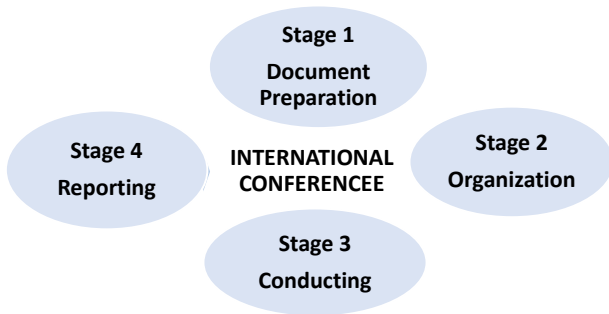 Stage 1
Document
Preparation
Stage 4
Reporting
INTERNATIONAL
CONFERENCEE
Stage 2
Organization
Stage 3
Conducting